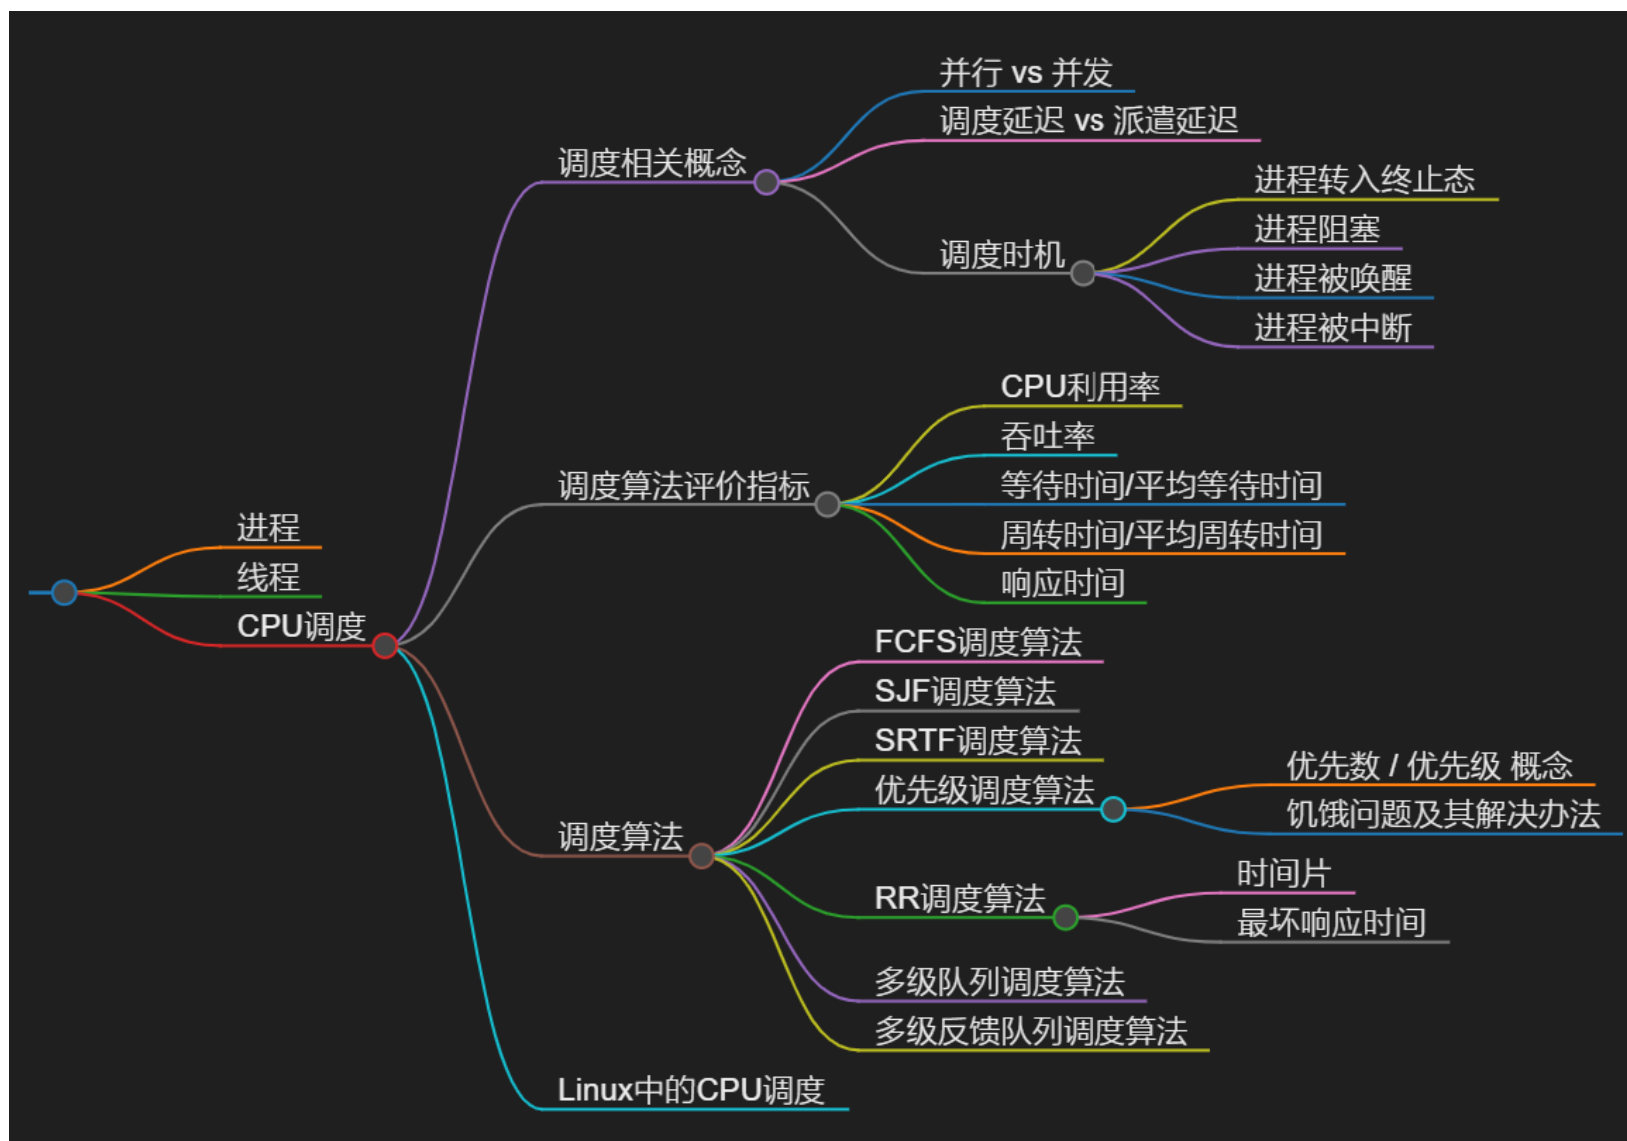 进程
线程
CPU调度
调度相关概念
并行 vs 并发
调度延迟 vs 派遣延迟
调度时机
进程转入终止态
进程阻塞
进程被唤醒
进程被中断
调度算法评价指标
CPU利用率
吞吐率
等待时间/平均等待时间
周转时间/平均周转时间
响应时间
调度算法
FCFS调度算法
SJF调度算法
SRTF调度算法
优先级调度算法
优先数 / 优先级 概念
饥饿问题及其解决办法
RR调度算法
时间片
最坏响应时间
多级队列调度算法
多级反馈队列调度算法
Linux中的CPU调度